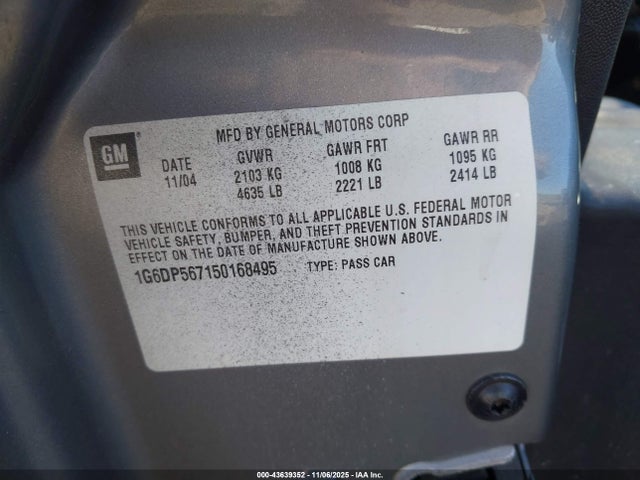 GM
MFD BY GENERAL MOTORS CORP
DATE GVWR GAWR FRT GAWR RR
11/04 2103 KG 1008 KG 1095 KG
4635 LB 2221 LB 2414 LB
THIS VEHICLE CONFORMS TO ALL APPLICABLE U.S. FEDERAL MOTOR
VEHICLE SAFETY, BUMPER, AND THEFT PREVENTION STANDARDS IN
EFFECT ON THE DATE OF MANUFACTURE SHOWN ABOVE.
1G6DP567150168495 TYPE: PASS CAR
000-43639352 - 11/06/2025 - IAA Inc.